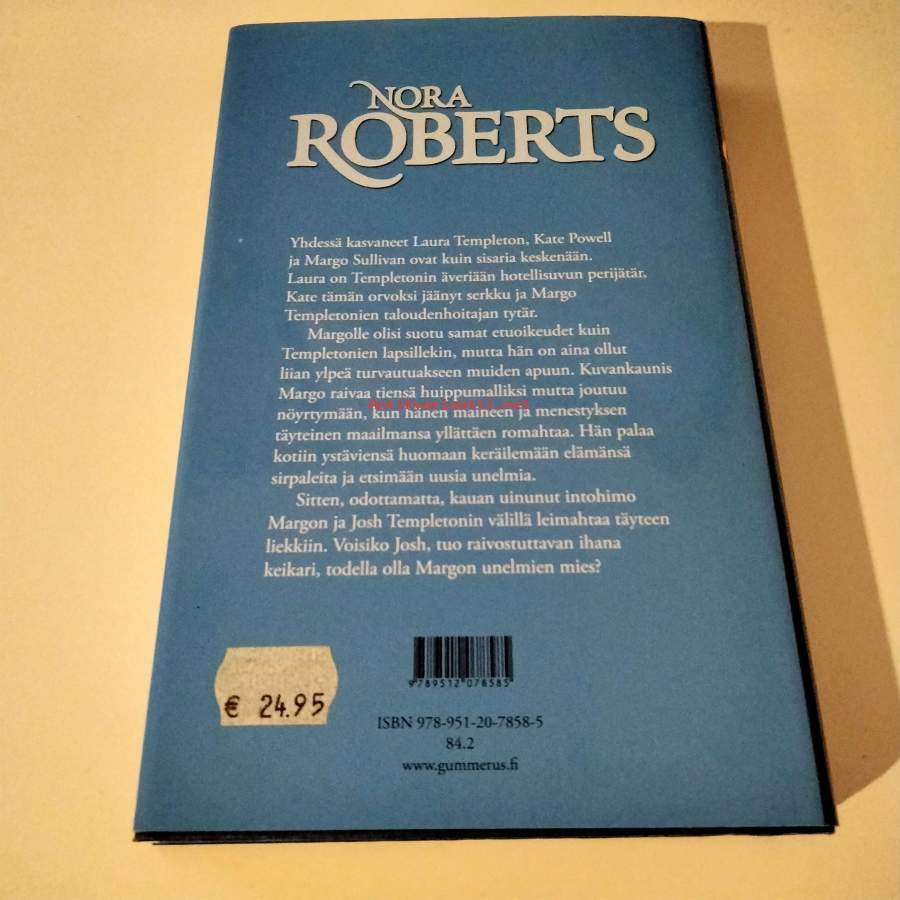 NORA
ROBERTS
Yhdessä kasvaneet Laura Templeton, Kate Powell
ja Margo Sullivan ovat kuin sisaria keskenään.
Laura on Templetonin äveriään hotellisuvun perijätär,
Kate tämän orvoksi jäänyt serkku ja Margo
Templetonien taloudenhoitajan tytär.
Margolle olisi suotu samat etuoikeudet kuin
Templetonien lapsillekin, mutta hän on aina ollut
liian ylpeä turvautuakseen muiden apuun. Kuvankaunis
Margo raivaa tiensä huippumalliksi mutta joutuu
Antikvariaatti.net
nöyrtymään, kun hänen maineen ja menestyksen
täyteinen maailmansa yllättäen romahtaa. Hän palaa
kotiin ystäviensä huomaan keräilemään elämänsä
sirpaleita ja etsimään uusia unelmia.
Sitten, odottamatta, kauan uinunut intohimo
Margon ja Josh Templetonin välillä leimahtaa täyteen
liekkiin. Voisiko Josh, tuo raivostuttavan ihana
keikari, todella olla Margon unelmien mies?
9789512078585
€ 24.95
ISBN 978-951-20-7858-5
84.2
www.gummerus.fi